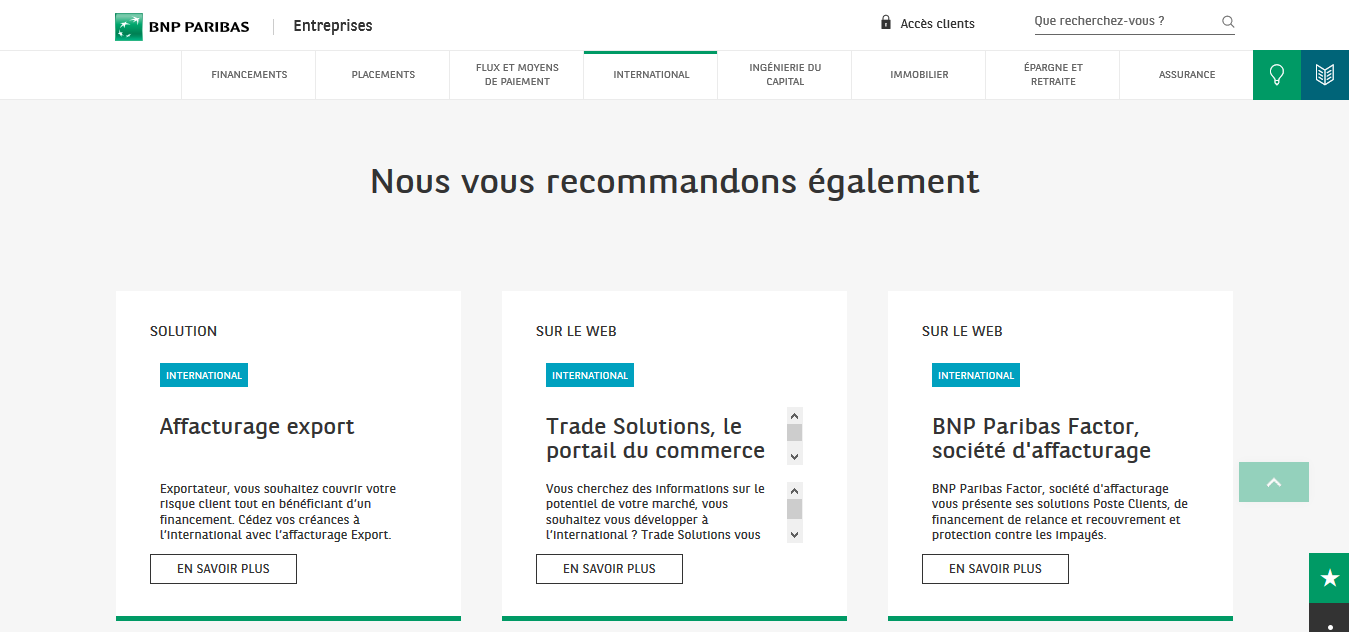 BNP PARIBAS
Entreprises
Accès clients
Que recherchez-vous ?
FINANCEMENTS
PLACEMENTS
FLUX ET MOYENS
DE PAIEMENT
INTERNATIONAL
INGÉNIERIE DU
CAPITAL
IMMOBILIER
ÉPARGNE ET
RETRAITE
ASSURANCE
Nous vous recommandons également
SOLUTION
INTERNATIONAL
Affacturage export
Exportateur, vous souhaitez couvrir votre
risque client tout en bénéficiant d'un
financement. Cédez vos créances à
l'international avec l'affacturage Export.
EN SAVOIR PLUS
SUR LE WEB
INTERNATIONAL
Trade Solutions, le
portail du commerce
Vous cherchez des informations sur le
potentiel de votre marché, vous
souhaitez vous développer à
l'international ? Trade Solutions vous
EN SAVOIR PLUS
SUR LE WEB
INTERNATIONAL
BNP Paribas Factor,
société d'affacturage
BNP Paribas Factor, société d'affacturage
vous présente ses solutions Poste Clients, de
financement de relance et recouvrement et
protection contre les impayés.
EN SAVOIR PLUS